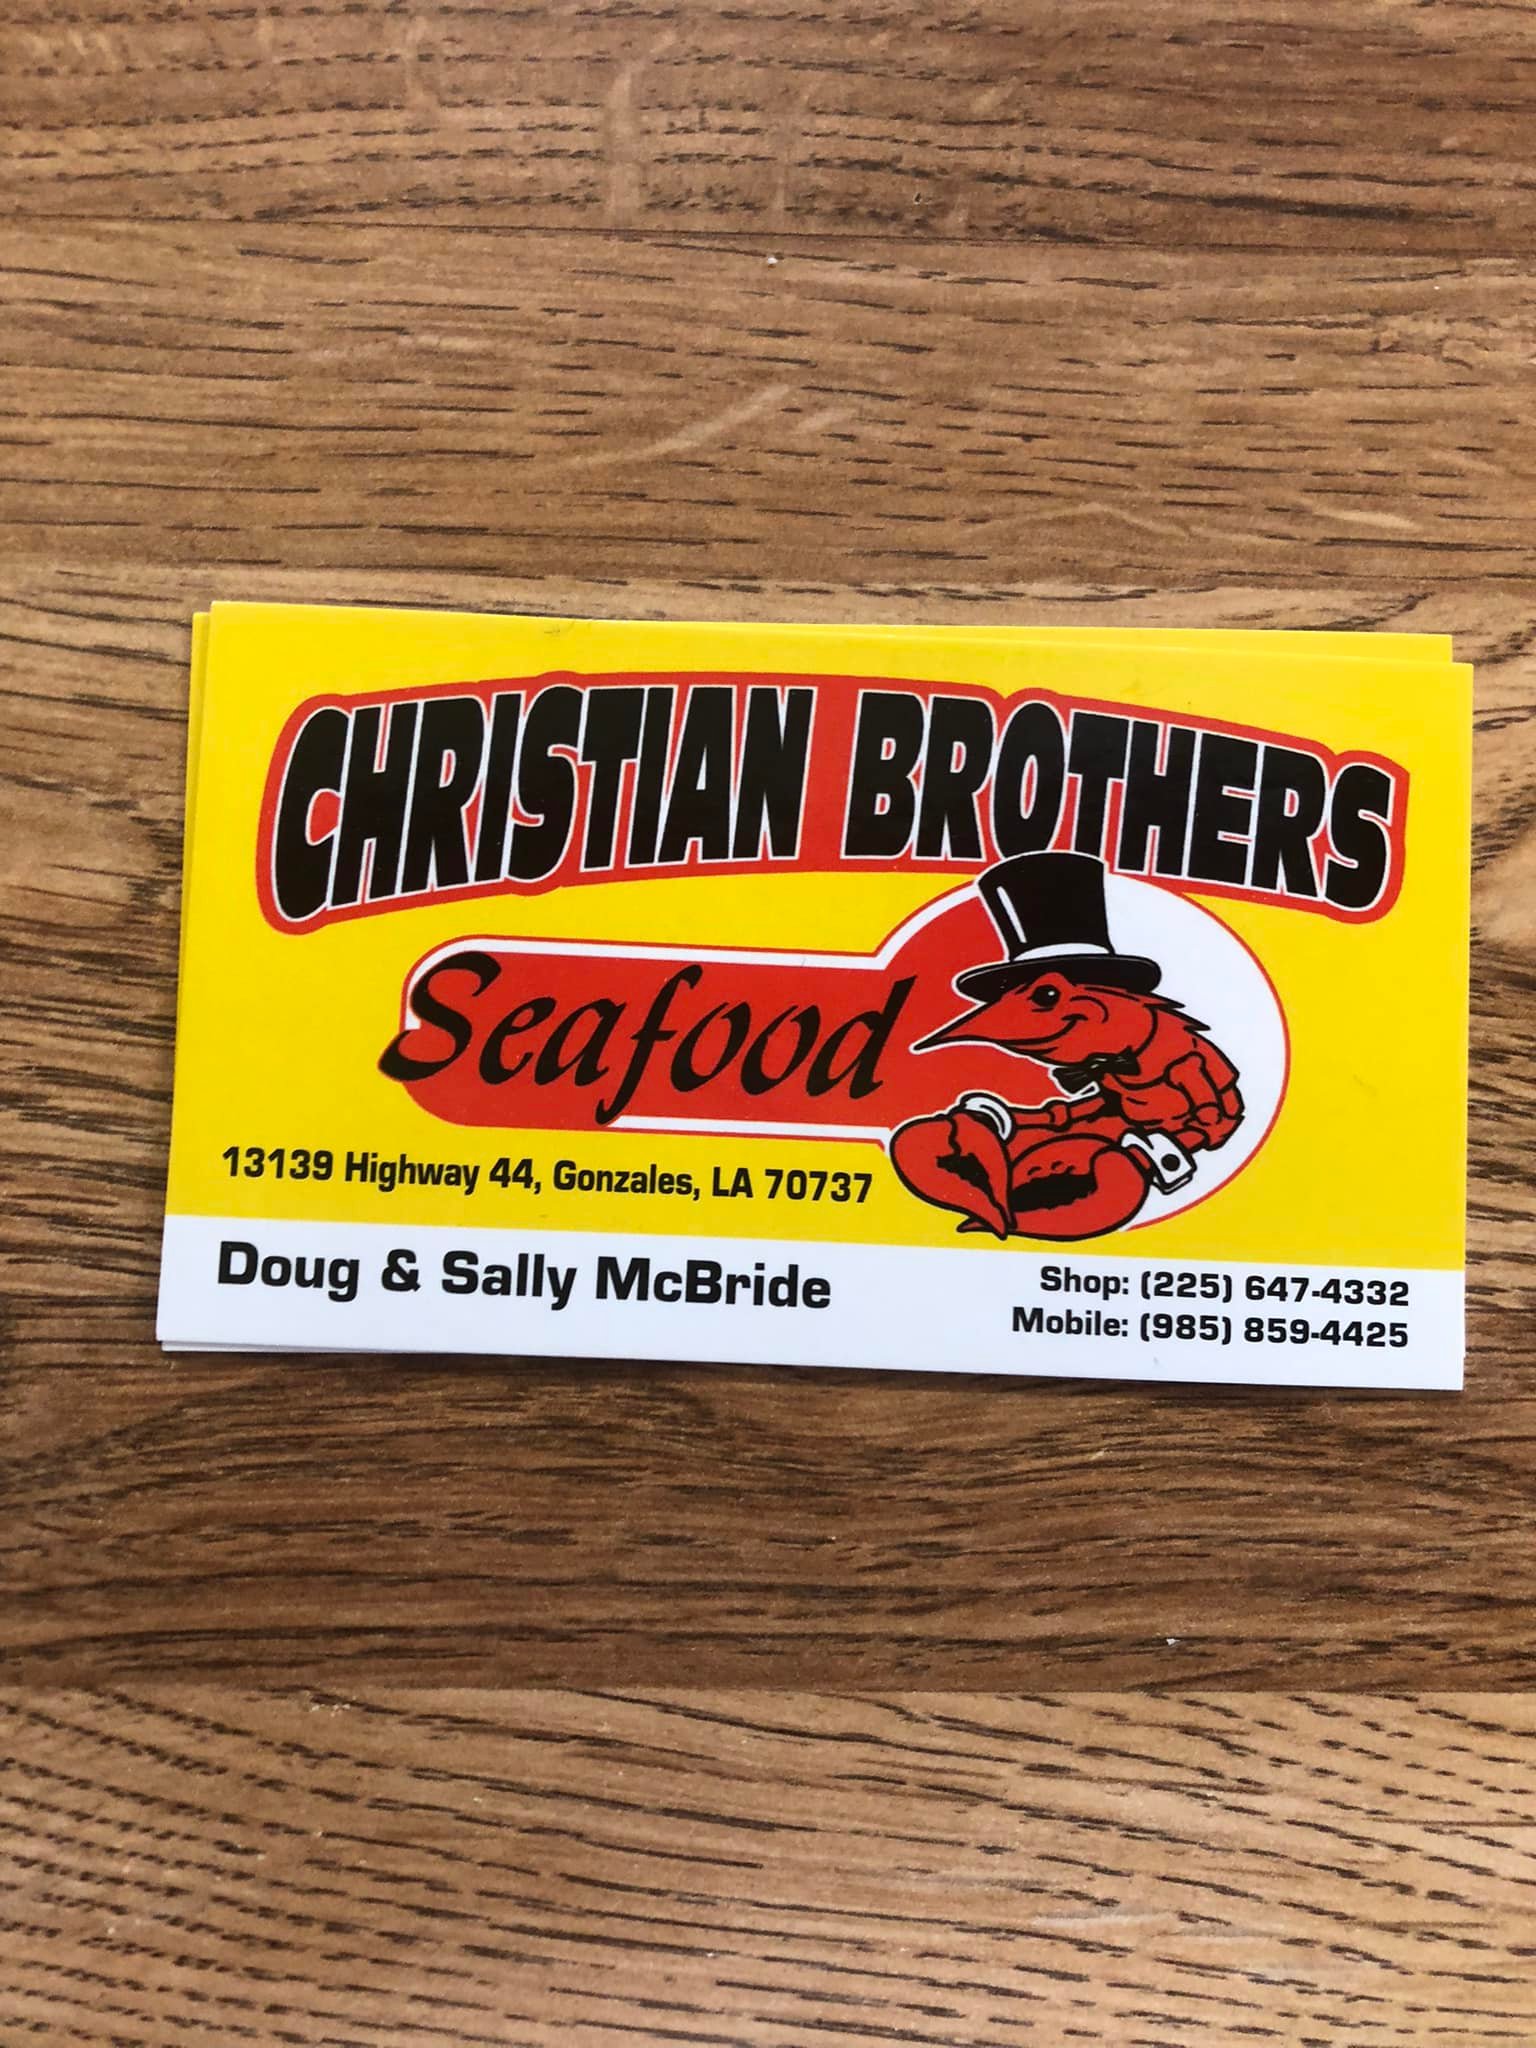 CHRISTIAN BROTHERS
Seafood
13139 Highway 44, Gonzales, LA 70737
Doug & Sally McBride
Shop: (225) 647-4332
Mobile: (985) 859-4425